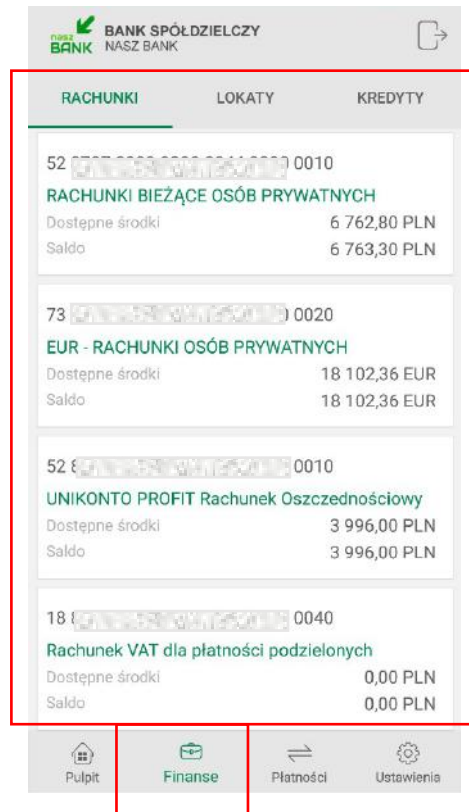 nasz BANK BANK SPÓŁDZIELCZY
NASZ BANK
RACHUNKI LOKATY KREDYTY
52 0010
RACHUNKI BIEŻĄCE OSÓB PRYWATNYCH
Dostępne środki 6 762,80 PLN
Saldo 6 763,30 PLN
73 0020
EUR - RACHUNKI OSÓB PRYWATNYCH
Dostępne środki 18 102,36 EUR
Saldo 18 102,36 EUR
52 8 0010
UNIKONTO PROFIT Rachunek Oszczednościowy
Dostępne środki 3 996,00 PLN
Saldo 3 996,00 PLN
18 0040
Rachunek VAT dla płatności podzielonych
Dostępne środki 0,00 PLN
Saldo 0,00 PLN
Pulpit Finanse Płatności Ustawienia